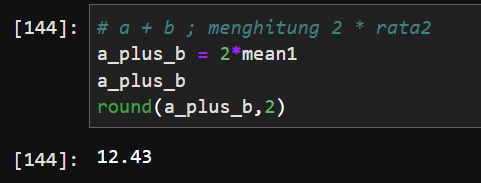 [144]: # a + b ; menghitung 2 * rata2
a_plus_b = 2*mean1
a_plus_b
round(a_plus_b,2)
[144]: 12.43